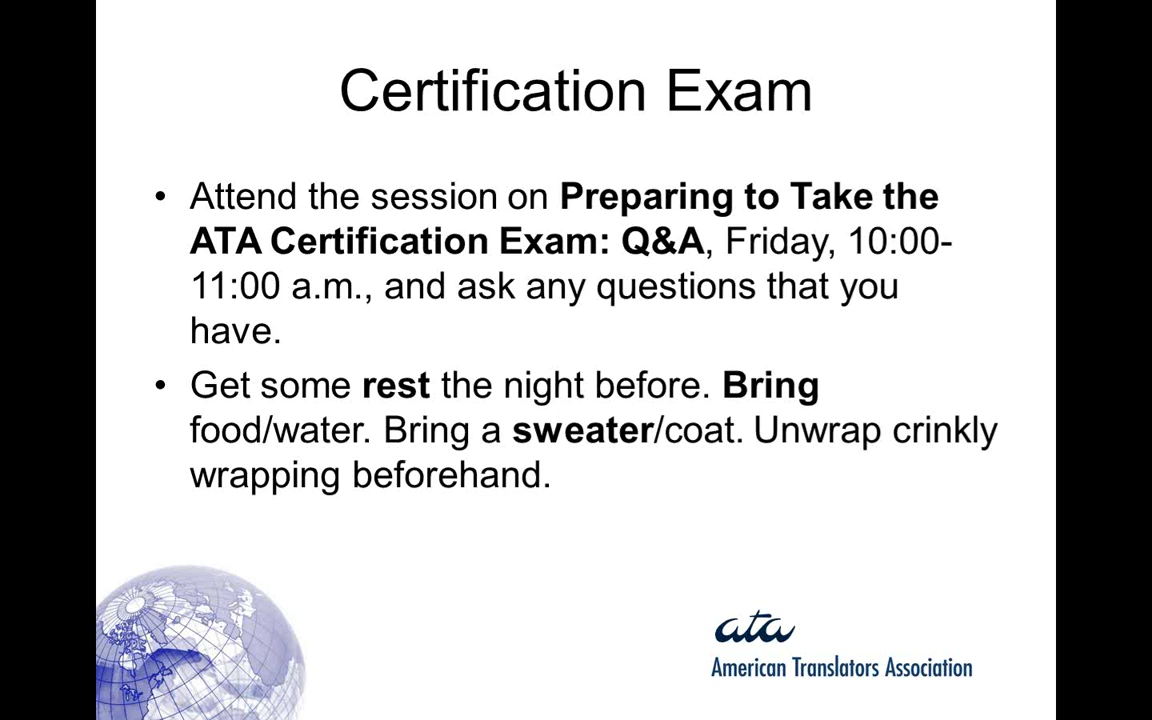 Certification Exam
• Attend the session on Preparing to Take the
ATA Certification Exam: Q&A, Friday, 10:00-
11:00 a.m., and ask any questions that you
have.
• Get some rest the night before. Bring
food/water. Bring a sweater/coat. Unwrap crinkly
wrapping beforehand.
ata
American Translators Association